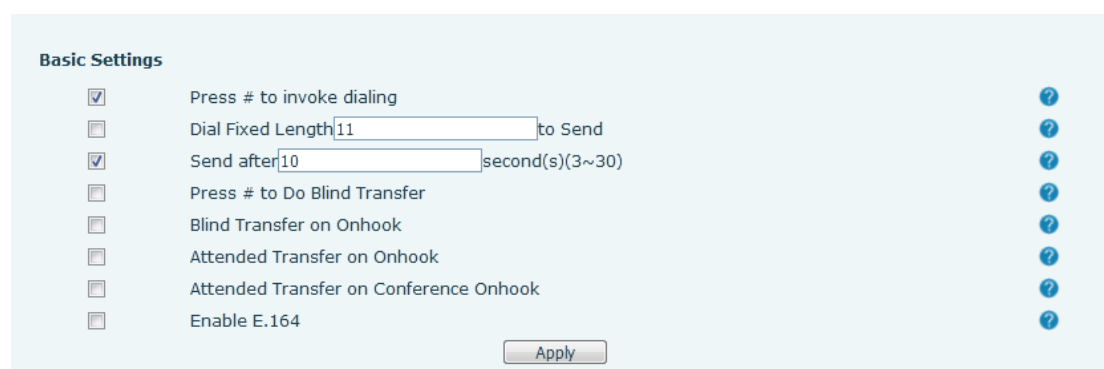 Basic Settings
Press # to invoke dialing
Dial Fixed Length 11 to Send
Send after 10 second(s)(3~30)
Press # to Do Blind Transfer
Blind Transfer on Onhook
Attended Transfer on Onhook
Attended Transfer on Conference Onhook
Enable E.164
Apply